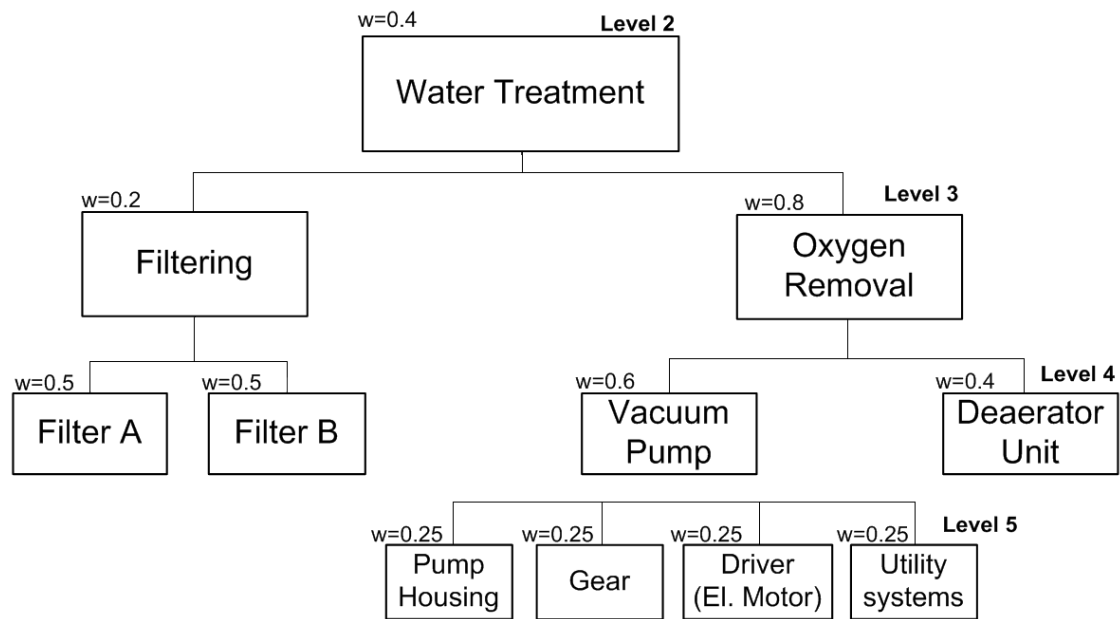 w=0.4
Level 2
Water Treatment
w=0.2
w=0.8
Level 3
Filtering
Oxygen
Removal
w=0.5
w=0.5
w=0.6
w=0.4
Level 4
Filter A
Filter B
Vacuum
Pump
Deaerator
Unit
Level 5
w=0.25
w=0.25
w=0.25
w=0.25
Pump
Housing
Gear
Driver
(El. Motor)
Utility
systems